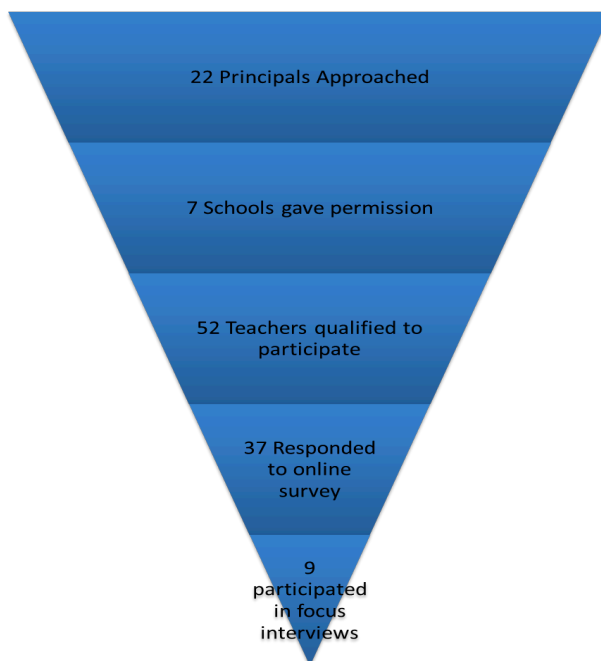 22 Principals Approached
7 Schools gave permission
52 Teachers qualified to
participate
37 Responded
to online
survey
9
participated
in focus
interviews